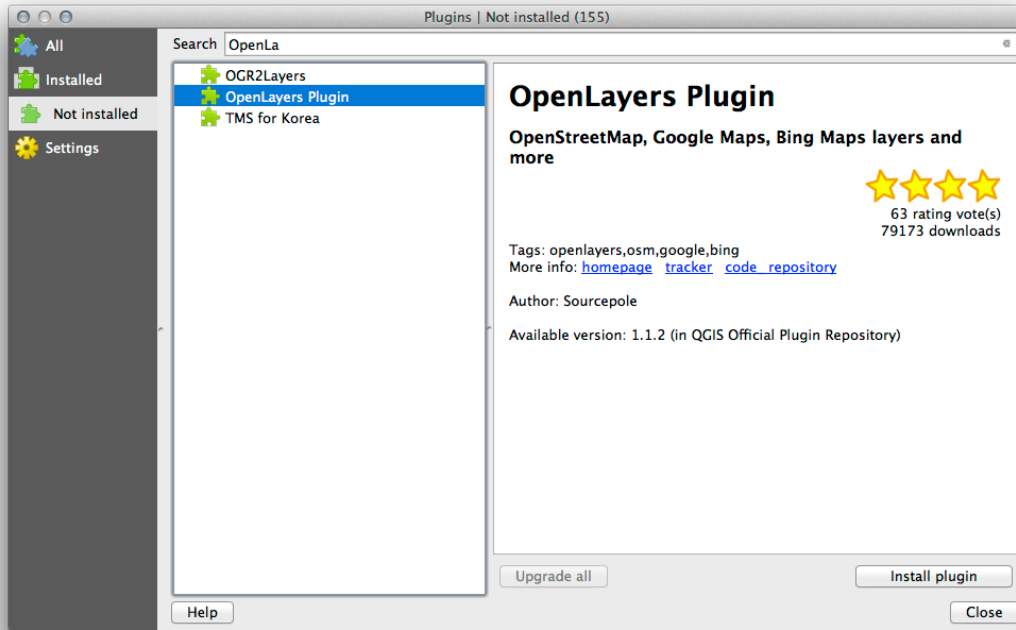 Plugins | Not installed (155)
All
Installed
Not installed
Settings
Search OpenLa
OGR2Layers
OpenLayers Plugin
TMS for Korea
OpenLayers Plugin
OpenStreetMap, Google Maps, Bing Maps layers and
more
63 rating vote(s)
79173 downloads
Tags: openlayers,osm,google,bing
More info: homepage tracker code_repository
Author: Sourcepole
Available version: 1.1.2 (in QGIS Official Plugin Repository)
Upgrade all
Install plugin
Help
Close